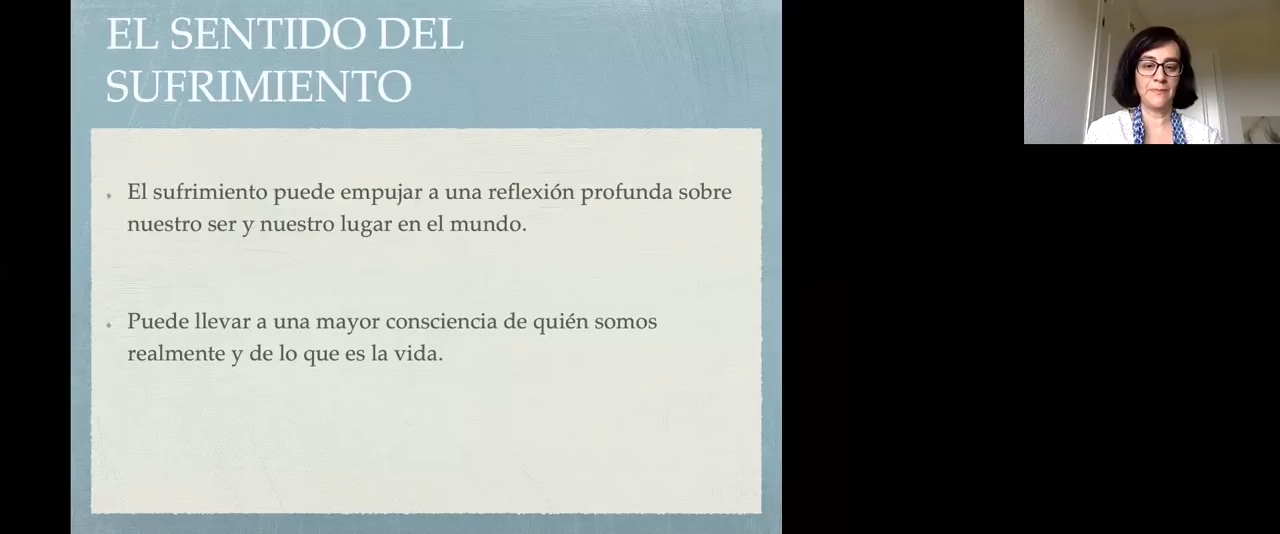 EL SENTIDO DEL
SUFRIMIENTO
El sufrimiento puede empujar a una reflexión profunda sobre
nuestro ser y nuestro lugar en el mundo.
Puede llevar a una mayor consciencia de quién somos
realmente y de lo que es la vida.